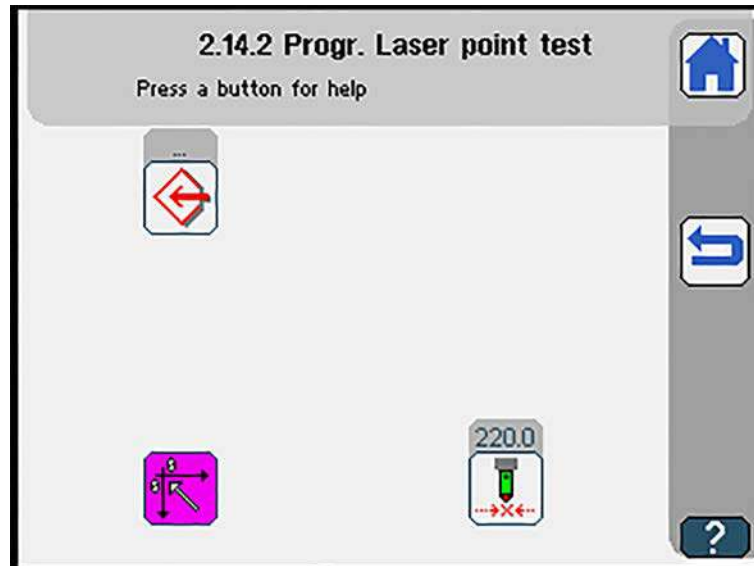 2.14.2 Progr. Laser point test
Press a button for help
...
220.0
?